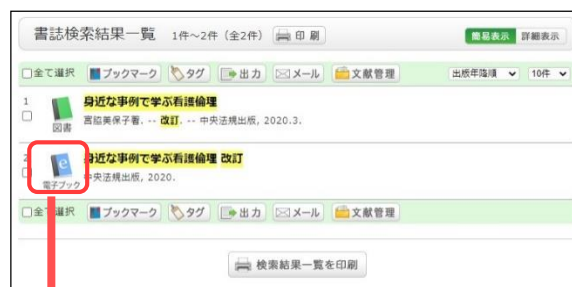 書誌検索結果一覧 1件～2件（全2件） 印 刷 簡易表示 詳細表示
全て選択 ブックマーク タグ 出力 メール 文献管理 出版年降順 10件
1 身近な事例で学ぶ看護倫理
図書 宮脇美保子著. -- 改訂. -- 中央法規出版, 2020.3.
2 身近な事例で学ぶ看護倫理 改訂
電子ブック 中央法規出版, 2020.
全て選択 ブックマーク タグ 出力 メール 文献管理
検索結果一覧を印刷